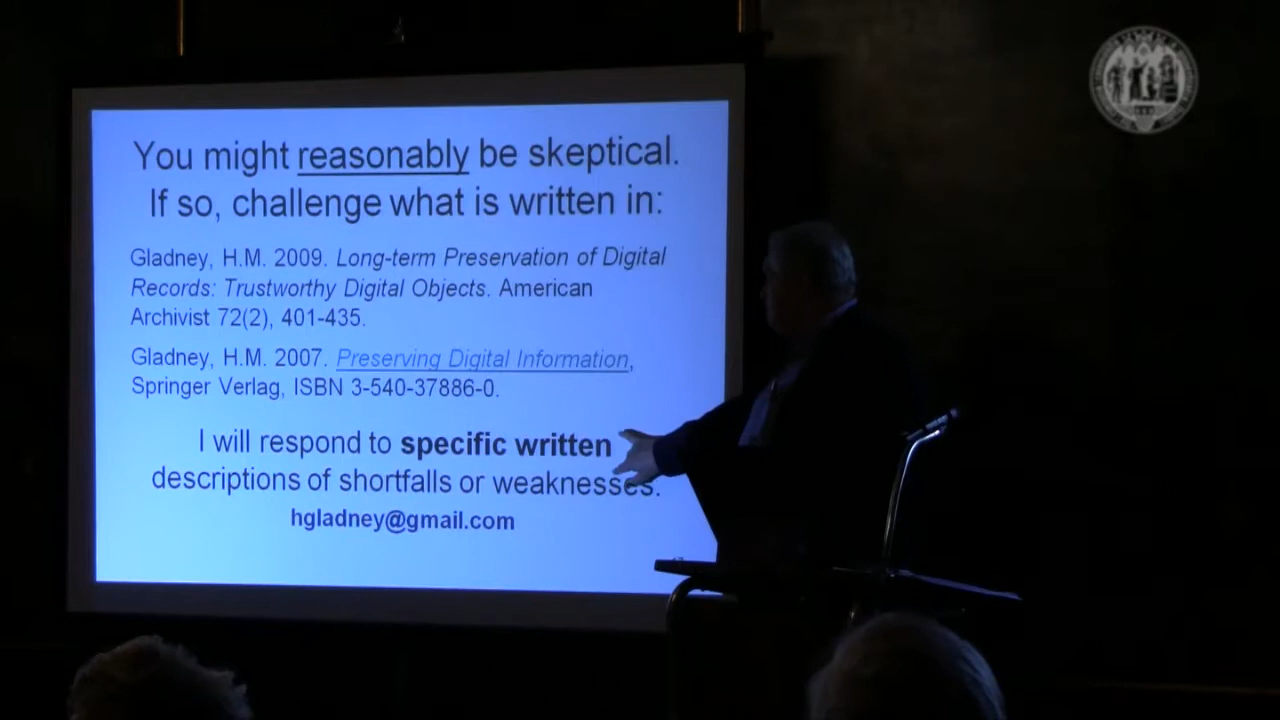 You might reasonably be skeptical.
If so, challenge what is written in:
Gladney, H.M. 2009. Long-term Preservation of Digital
Records: Trustworthy Digital Objects. American
Archivist 72(2), 401-435.
Gladney, H.M. 2007. Preserving Digital Information,
Springer Verlag, ISBN 3-540-37886-0.
I will respond to specific written
descriptions of shortfalls or weaknesses.
hgladney@gmail.com